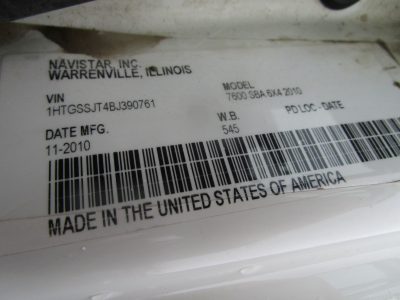 NAVISTAR, INC.
WARRENVILLE, ILLINOIS
VIN MODEL
1HTGSSJT4BJ390761 7600 SBA 6X4 2010
DATE MFG. W.B. PD LOC - DATE
11-2010 545
MADE IN THE UNITED STATES OF AMERICA